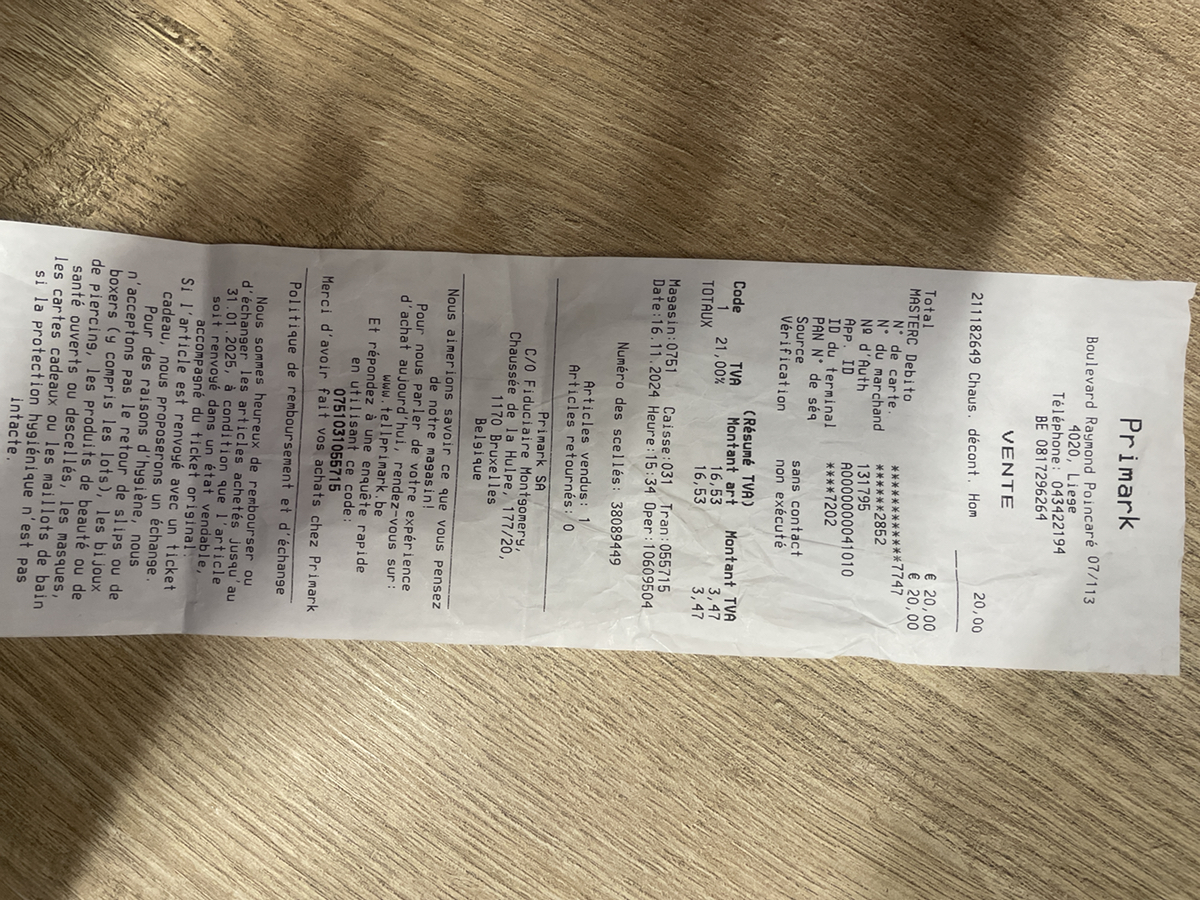 Primark
Boulevard Raymond Poincaré 07/113
4020, Liege
Téléphone: 043422194
BE 0817296264
VENTE
211182649 Chaus. décont. Hom 20,00
Total € 20,00
MASTERC Debito € 20,00
N° de carte. ************7747
N° du marchand ******2852
No d'Auth 131795
App. ID A0000000041010
ID du terminal ****7202
PAN N° de séq
Source sans contact
Vérification non exécuté
(Résumé TVA)
Code TVA Montant art Montant TVA
1 21,00% 16,53 3,47
TOTAUX 16,53 3,47
Magasin:0751 Caisse:031 Tran:055715
Date:16.11.2024 Heure:15:34 Oper:10609504
Numéro des scellés: 38089449
Articles vendus: 1
Articles retournés: 0
Primark SA
C/O Fiduciaire Montgomery,
Chaussée de la Hulpe, 177/20,
1170 Bruxelles
Belgique
Nous aimerions savoir ce que vous pensez
de notre magasin!
Pour nous parler de votre expérience
d'achat aujourd'hui, rendez-vous sur:
www.tellprimark.be
Et répondez à une enquête rapide
en utilisant ce code:
0751031055715
Merci d'avoir fait vos achats chez Primark
Politique de remboursement et d'échange
Nous sommes heureux de rembourser ou
d'échanger les articles achetés jusqu'au
31.01.2025, à condition que l'article
soit renvoyé dans un état vendable,
accompagné du ticket original.
Si l'article est renvoyé avec un ticket
cadeau, nous proposerons un échange.
Pour des raisons d'hygiène, nous
n'acceptons pas le retour de slips ou de
boxers (y compris les lots), les bijoux
de piercing, les produits de beauté ou de
santé ouverts ou descellés, les masques,
les cartes cadeaux ou les maillots de bain
si la protection hygiénique n'est pas
intacte.